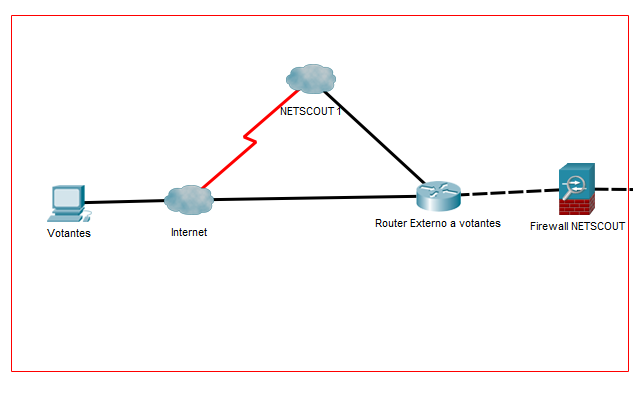 NETSCOUT 1
Votantes
Internet
Router Externo a votantes
Firewall NETSCOUT